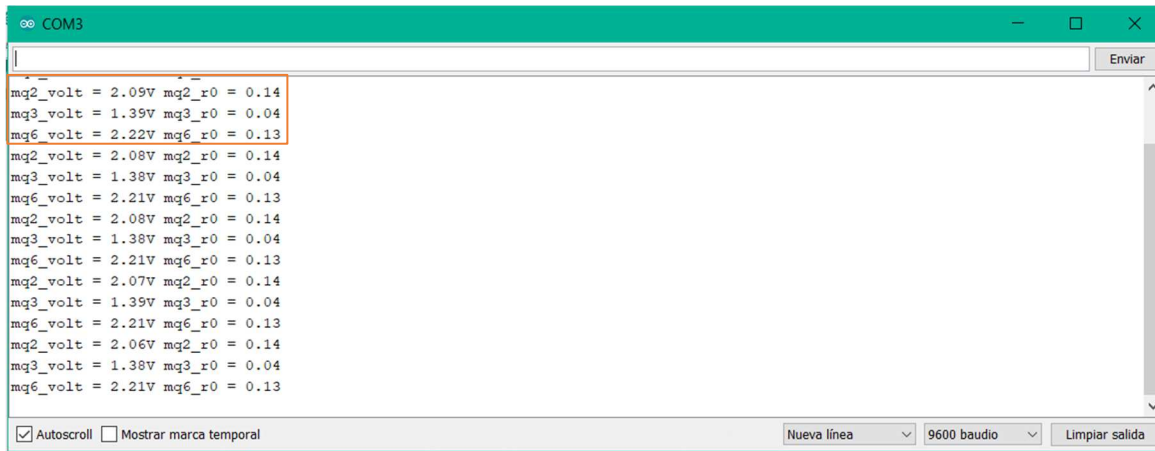 COM3
Enviar
mq2_volt = 2.09V mq2_r0 = 0.14
mq3_volt = 1.39V mq3_r0 = 0.04
mq6_volt = 2.22V mq6_r0 = 0.13
mq2_volt = 2.08V mq2_r0 = 0.14
mq3_volt = 1.38V mq3_r0 = 0.04
mq6_volt = 2.21V mq6_r0 = 0.13
mq2_volt = 2.08V mq2_r0 = 0.14
mq3_volt = 1.38V mq3_r0 = 0.04
mq6_volt = 2.21V mq6_r0 = 0.13
mq2_volt = 2.07V mq2_r0 = 0.14
mq3_volt = 1.39V mq3_r0 = 0.04
mq6_volt = 2.21V mq6_r0 = 0.13
mq2_volt = 2.06V mq2_r0 = 0.14
mq3_volt = 1.38V mq3_r0 = 0.04
mq6_volt = 2.21V mq6_r0 = 0.13
Autoscroll Mostrar marca temporal Nueva línea 9600 baudio Limpiar salida